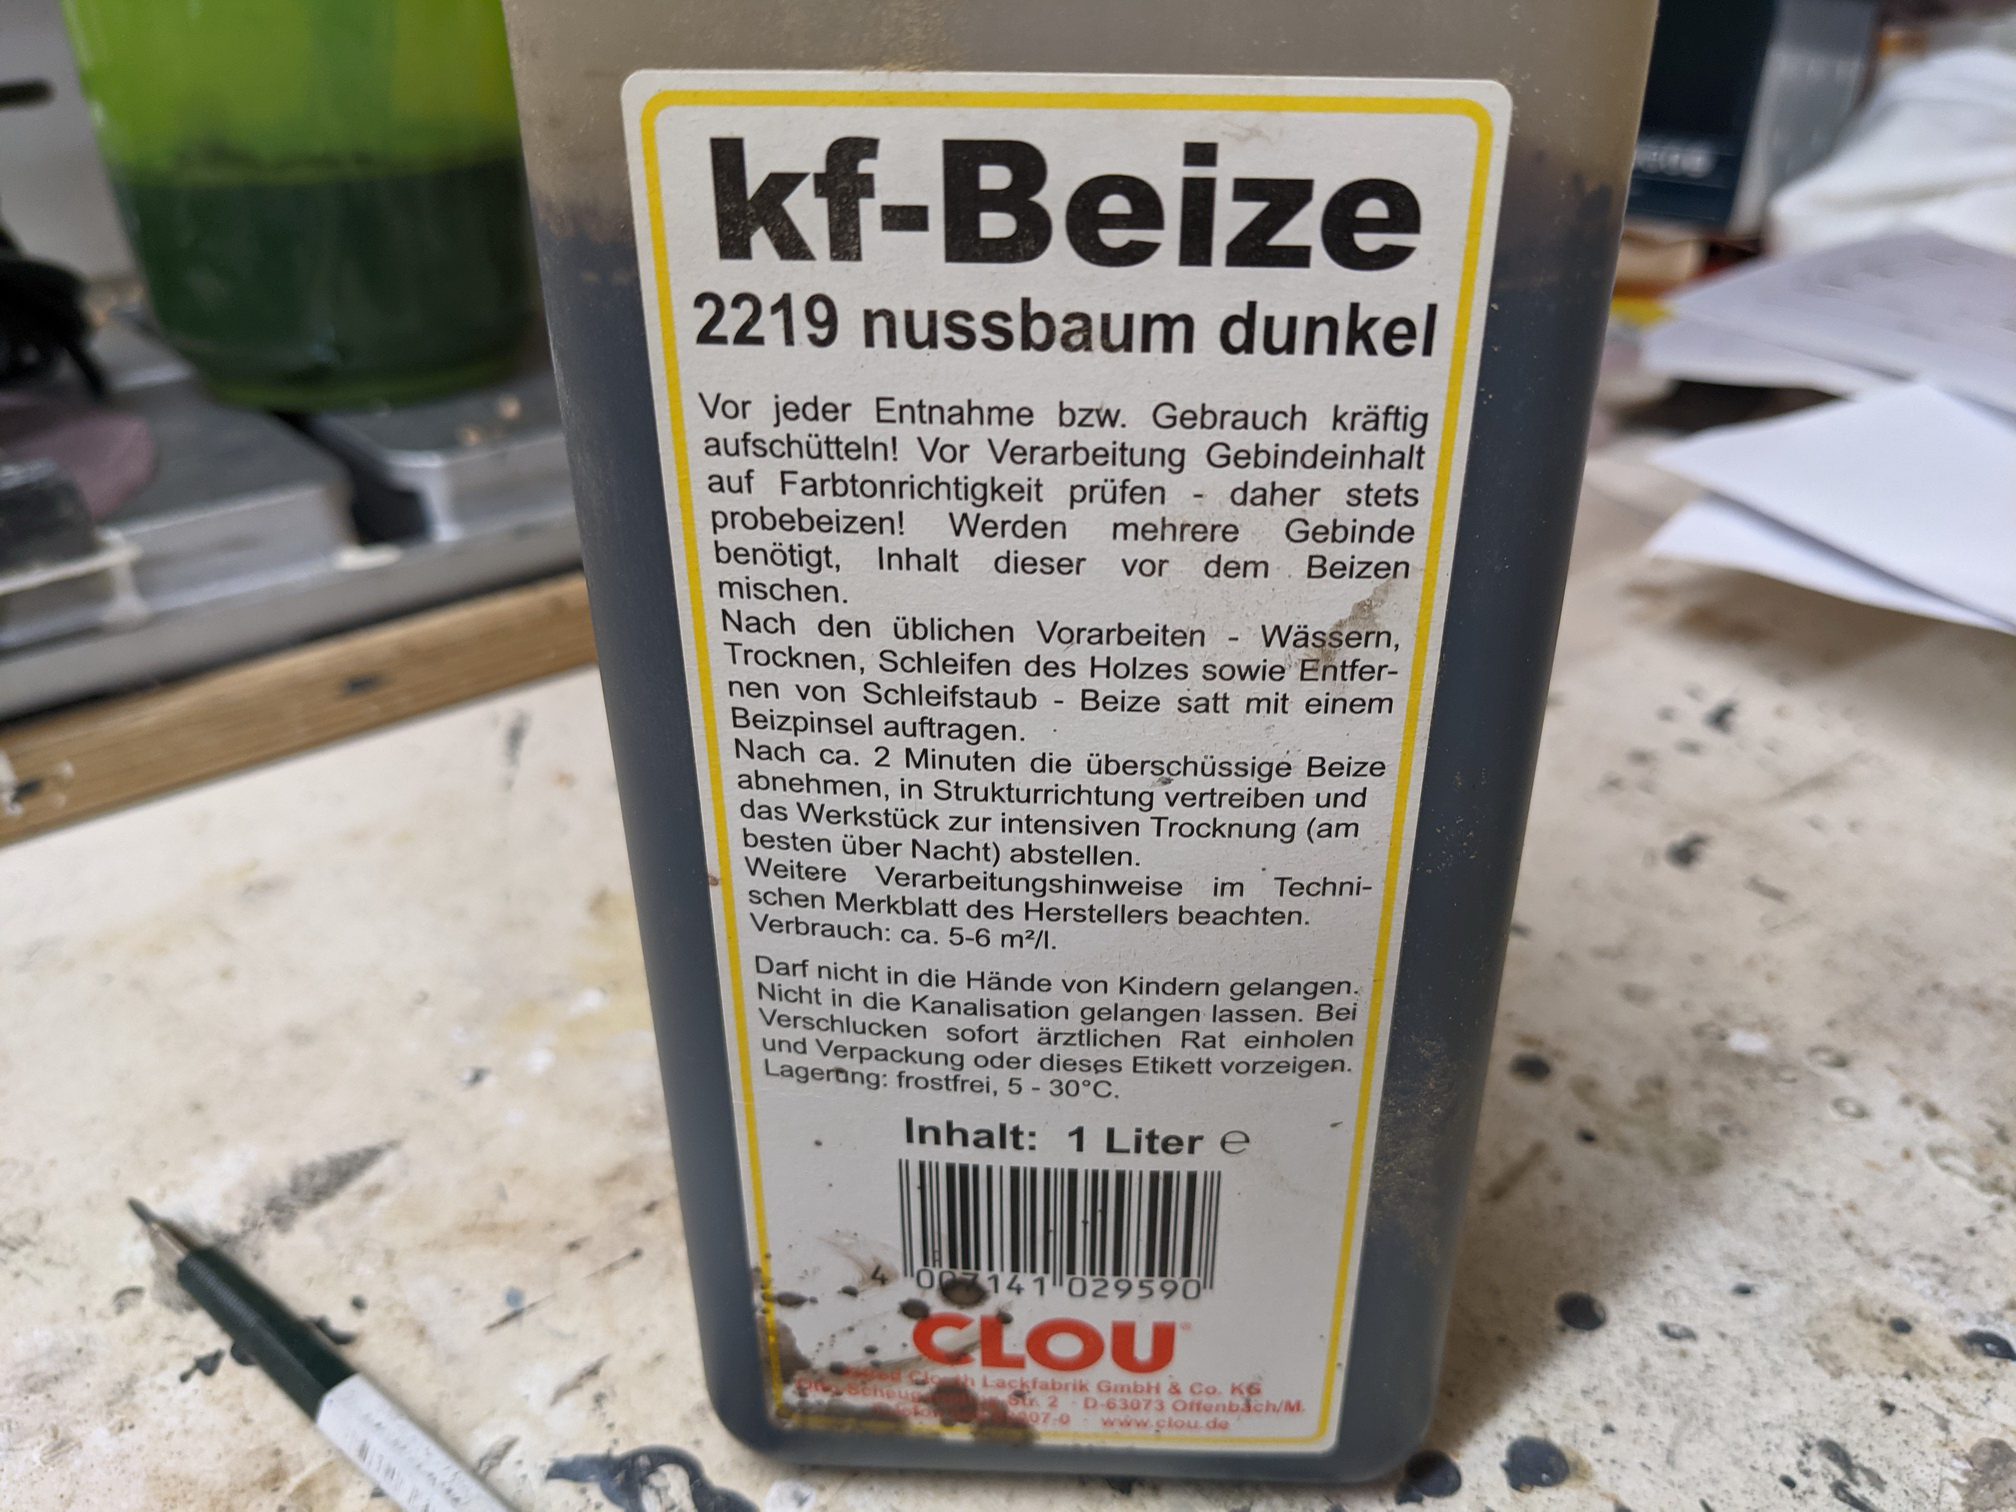 kf-Beize
2219 nussbaum dunkel
Vor jeder Entnahme bzw. Gebrauch kräftig
aufschütteln! Vor Verarbeitung Gebindeinhalt
auf Farbtonrichtigkeit prüfen - daher stets
probebeizen! Werden mehrere Gebinde
benötigt, Inhalt dieser vor dem Beizen
mischen.
Nach den üblichen Vorarbeiten - Wässern,
Trocknen, Schleifen des Holzes sowie Entfer-
nen von Schleifstaub - Beize satt mit einem
Beizpinsel auftragen.
Nach ca. 2 Minuten die überschüssige Beize
abnehmen, in Strukturrichtung vertreiben und
das Werkstück zur intensiven Trocknung (am
besten über Nacht) abstellen.
Weitere Verarbeitungshinweise im Techni-
schen Merkblatt des Herstellers beachten.
Verbrauch: ca. 5-6 m²/l.
Darf nicht in die Hände von Kindern gelangen.
Nicht in die Kanalisation gelangen lassen. Bei
Verschlucken sofort ärztlichen Rat einholen
und Verpackung oder dieses Etikett vorzeigen.
Lagerung: frostfrei, 5 - 30°C.
Inhalt: 1 Liter ℮
4 007141 029590
CLOU®
Lackfabrik GmbH & Co. KG
Str. 2 · D-63073 Offenbach/M.
· www.clou.de